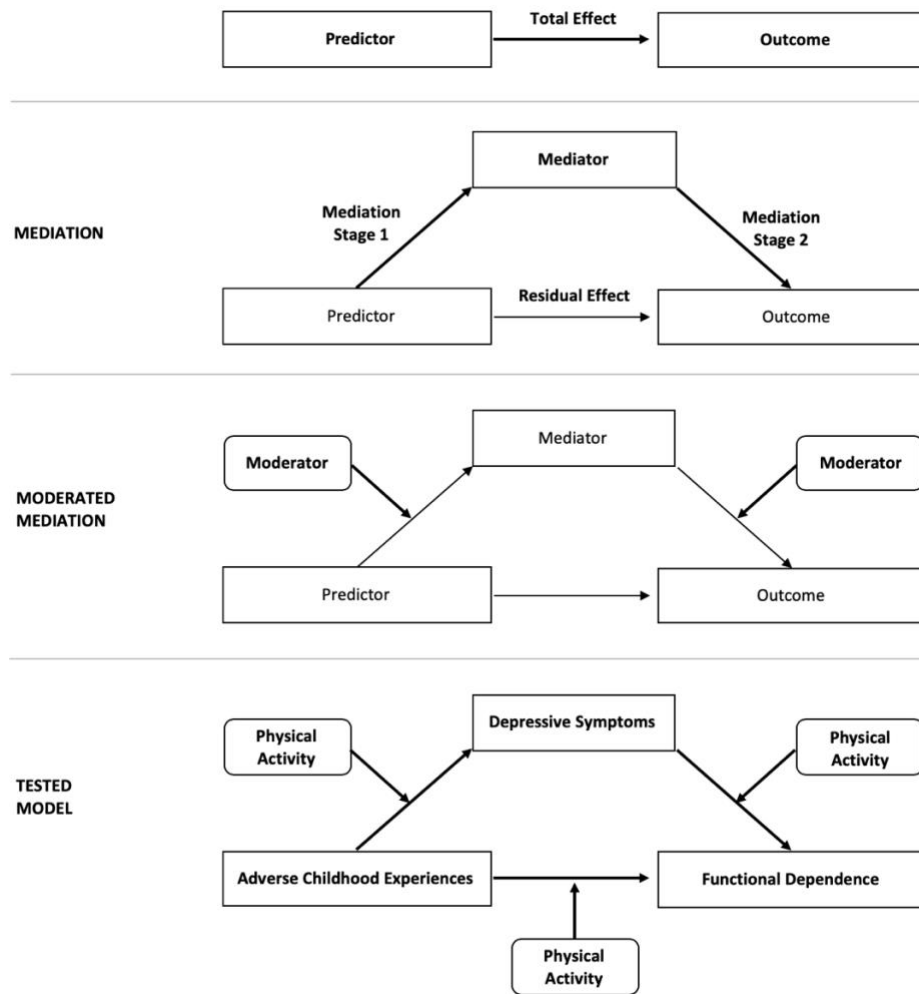 Total Effect
Predictor
Outcome
Mediator
MEDIATION
Mediation
Stage 1
Mediation
Stage 2
Residual Effect
Predictor
Outcome
Mediator
Moderator
Moderator
MODERATED
MEDIATION
Predictor
Outcome
Depressive Symptoms
Physical
Activity
Physical
Activity
TESTED
MODEL
Adverse Childhood Experiences
Functional Dependence
Physical
Activity